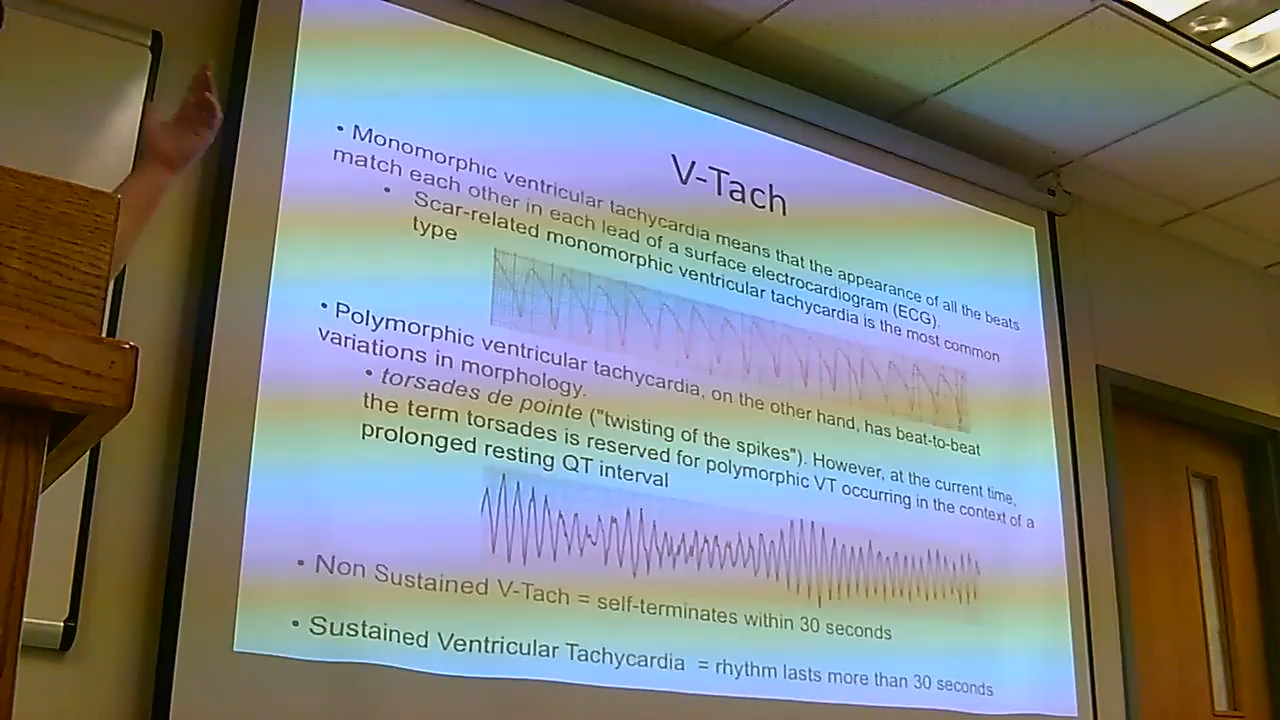 V-Tach
• Monomorphic ventricular tachycardia means that the appearance of all the beats
match each other in each lead of a surface electrocardiogram (ECG).
• Scar-related monomorphic ventricular tachycardia is the most common
type
• Polymorphic ventricular tachycardia, on the other hand, has beat-to-beat
variations in morphology.
• torsades de pointe ("twisting of the spikes"). However, at the current time,
the term torsades is reserved for polymorphic VT occurring in the context of a
prolonged resting QT interval
• Non Sustained V-Tach = self-terminates within 30 seconds
• Sustained Ventricular Tachycardia = rhythm lasts more than 30 seconds